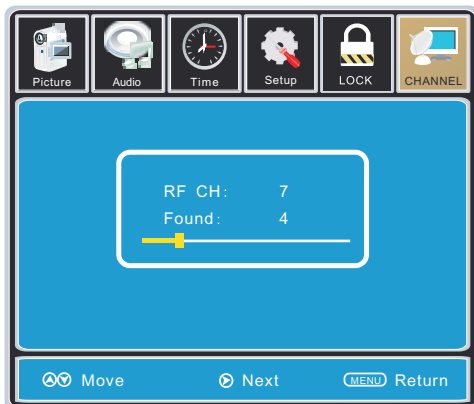 Picture Audio Time Setup LOCK CHANNEL
RF CH: 7
Found: 4
Move Next MENU Return